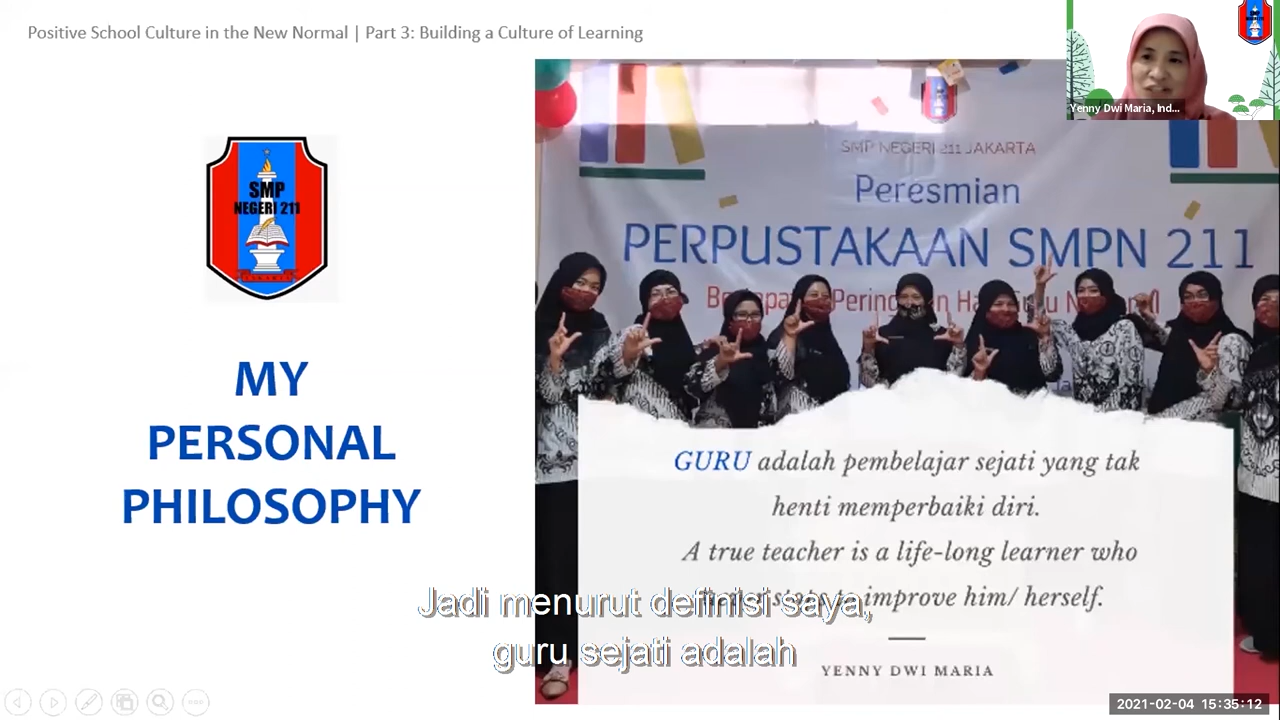 Positive School Culture in the New Normal | Part 3: Building a Culture of Learning
Yenny Dwi Maria, Ind...
SMP
NEGERI 211
MY
PERSONAL
PHILOSOPHY
SMP NEGERI 211 JAKARTA
Peresmian
PERPUSTAKAAN SMPN 211
GURU adalah pembelajar sejati yang tak
henti memperbaiki diri.
A true teacher is a life-long learner who
improve him/ herself.
Jadi menurut definisi saya,
guru sejati adalah
YENNY DWI MARIA
2021-02-04 15:35:12